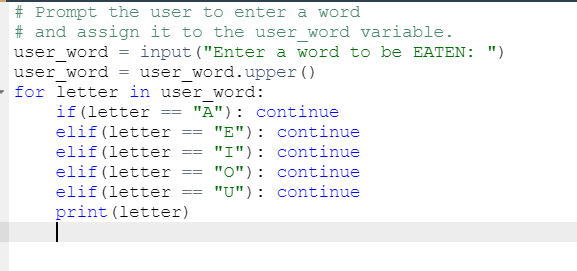 # Prompt the user to enter a word
# and assign it to the user_word variable.
user_word = input("Enter a word to be EATEN: ")
user_word = user_word.upper()
for letter in user_word:
    if(letter == "A"): continue
    elif(letter == "E"): continue
    elif(letter == "I"): continue
    elif(letter == "O"): continue
    elif(letter == "U"): continue
    print(letter)